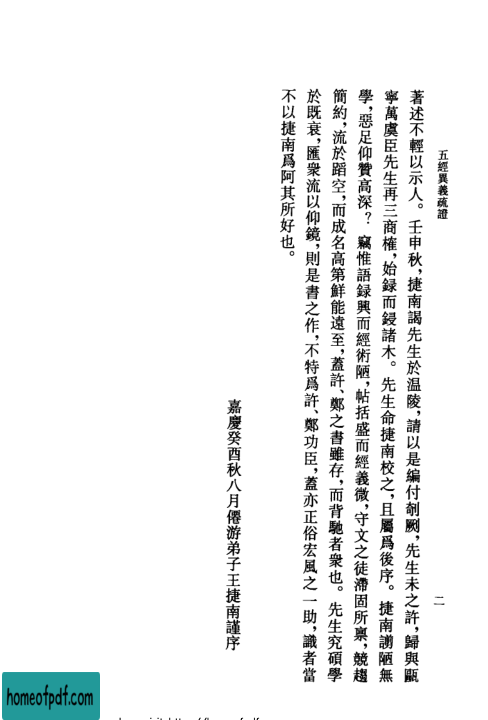 五經異義疏證
二
著述不輕以示人。壬申秋，捷南謁先生於温陵，請以是編付剞劂，先生未之許，歸與甌
寧萬虞臣先生再三商榷，始録而鋟諸木。先生命捷南校之，且屬爲後序。捷南謭陋無
學，惡足仰贊高深？竊惟語録興而經術陋，帖括盛而經義微，守文之徒滯固所禀，競趨
簡約，流於蹈空，而成名高第鮮能遠至，蓋許、鄭之書雖存，而背馳者衆也。先生究碩學
於既衰，匯衆流以仰鏡，則是書之作，不特爲許、鄭功臣，蓋亦正俗宏風之一助，識者當
不以捷南爲阿其所好也。
嘉慶癸酉秋八月僊游弟子王捷南謹序
homeofpdf.com